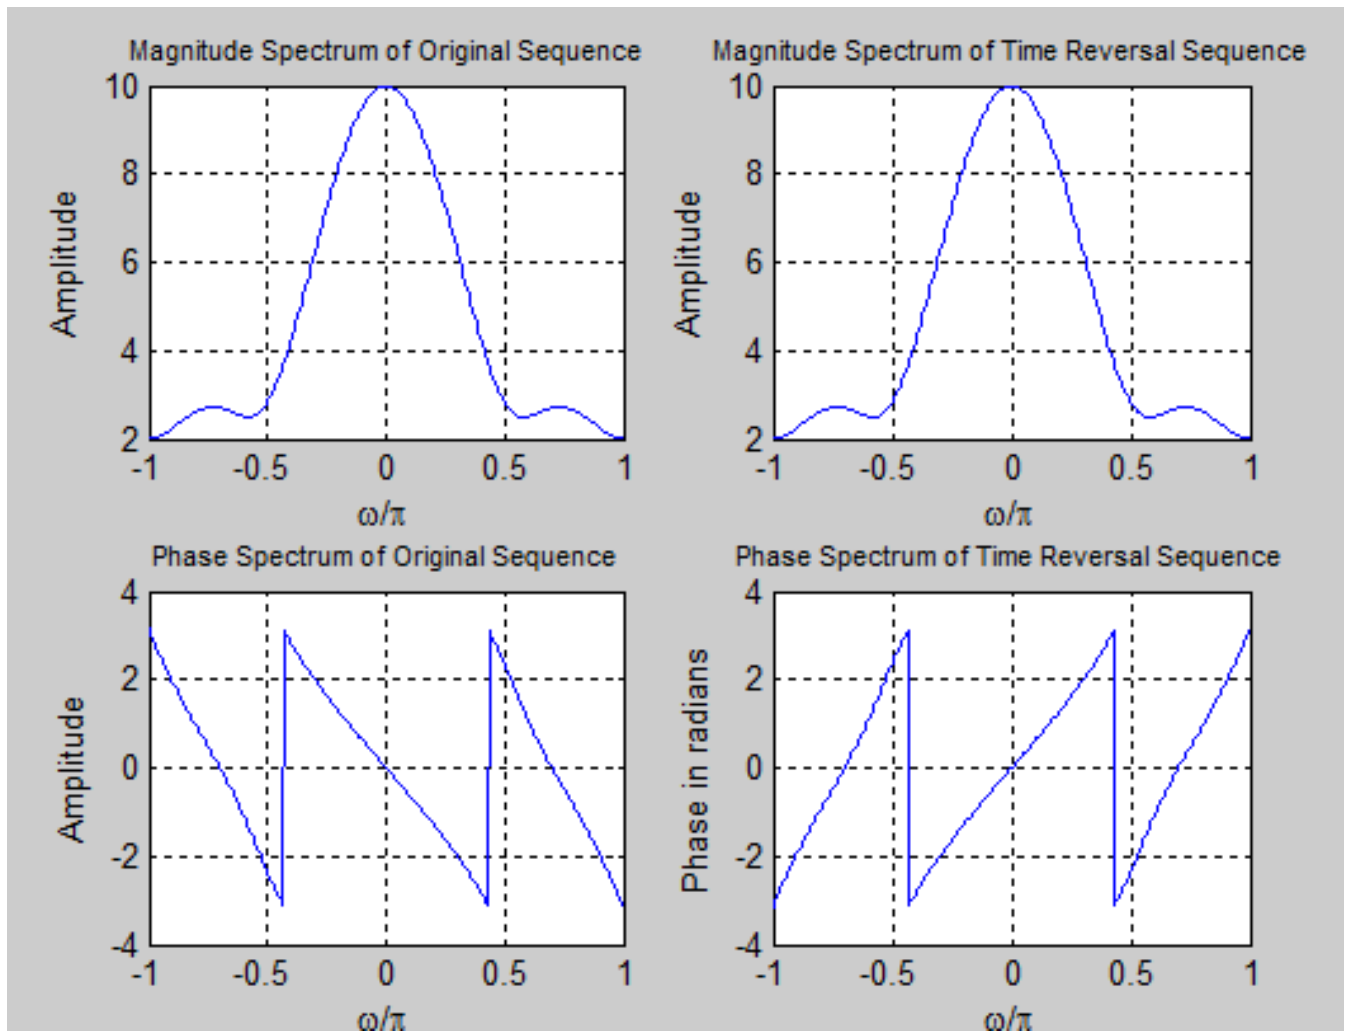 Magnitude Spectrum of Original Sequence
10
8
6
4
2
Amplitude
-1 -0.5 0 0.5 1
ω/π
Magnitude Spectrum of Time Reversal Sequence
10
8
6
4
2
Amplitude
-1 -0.5 0 0.5 1
ω/π
Phase Spectrum of Original Sequence
4
2
0
-2
-4
Amplitude
-1 -0.5 0 0.5 1
ω/π
Phase Spectrum of Time Reversal Sequence
4
2
0
-2
-4
Phase in radians
-1 -0.5 0 0.5 1
ω/π